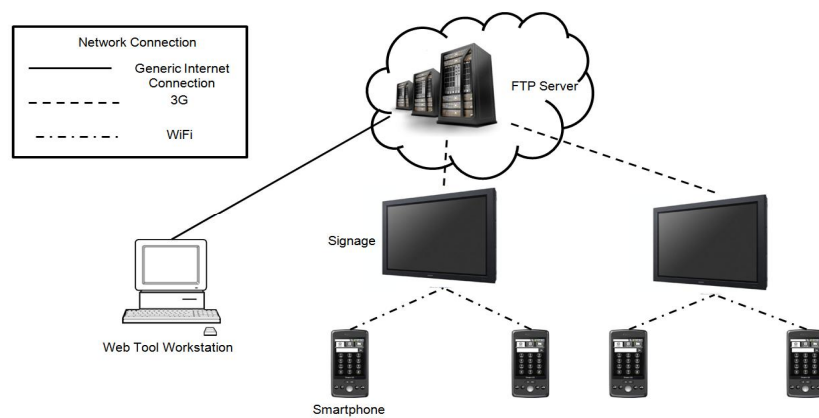 Network Connection
Generic Internet
Connection
3G
WiFi
FTP Server
Signage
Web Tool Workstation
Smartphone